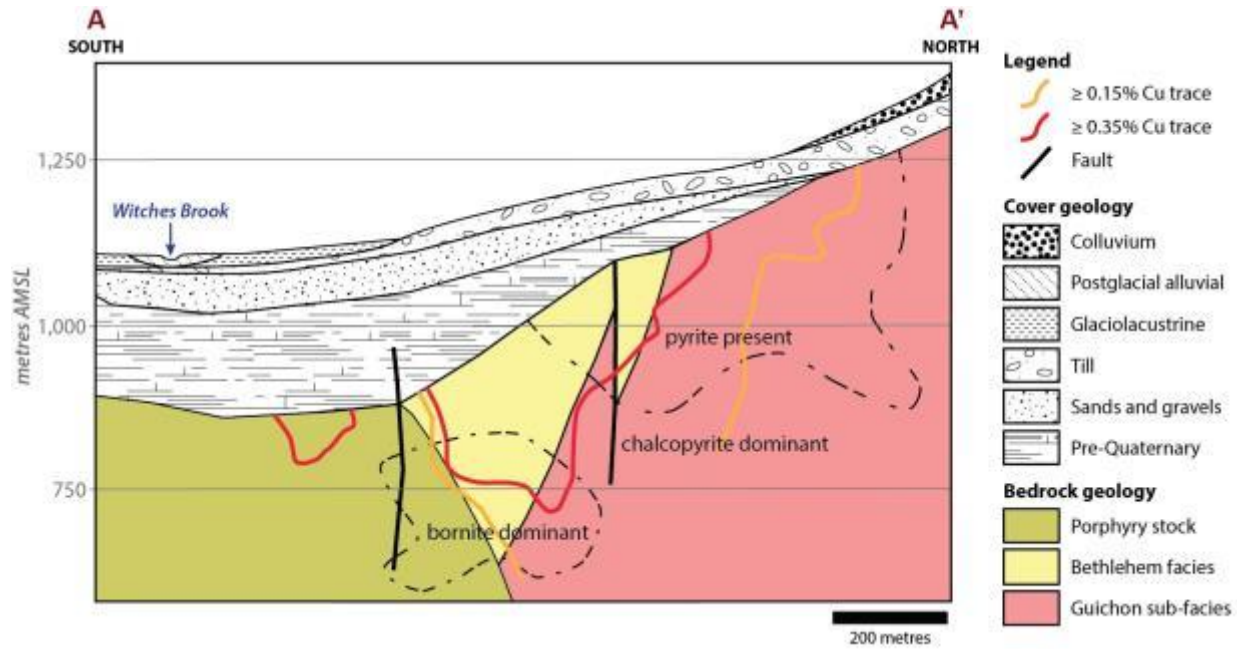 A
A'
SOUTH
NORTH
metres AMSL
1,250
1,000
750
Witches Brook
pyrite present
chalcopyrite dominant
bornite dominant
200 metres
Legend
≥ 0.15% Cu trace
≥ 0.35% Cu trace
Fault
Cover geology
Colluvium
Postglacial alluvial
Glaciolacustrine
Till
Sands and gravels
Pre-Quaternary
Bedrock geology
Porphyry stock
Bethlehem facies
Guichon sub-facies